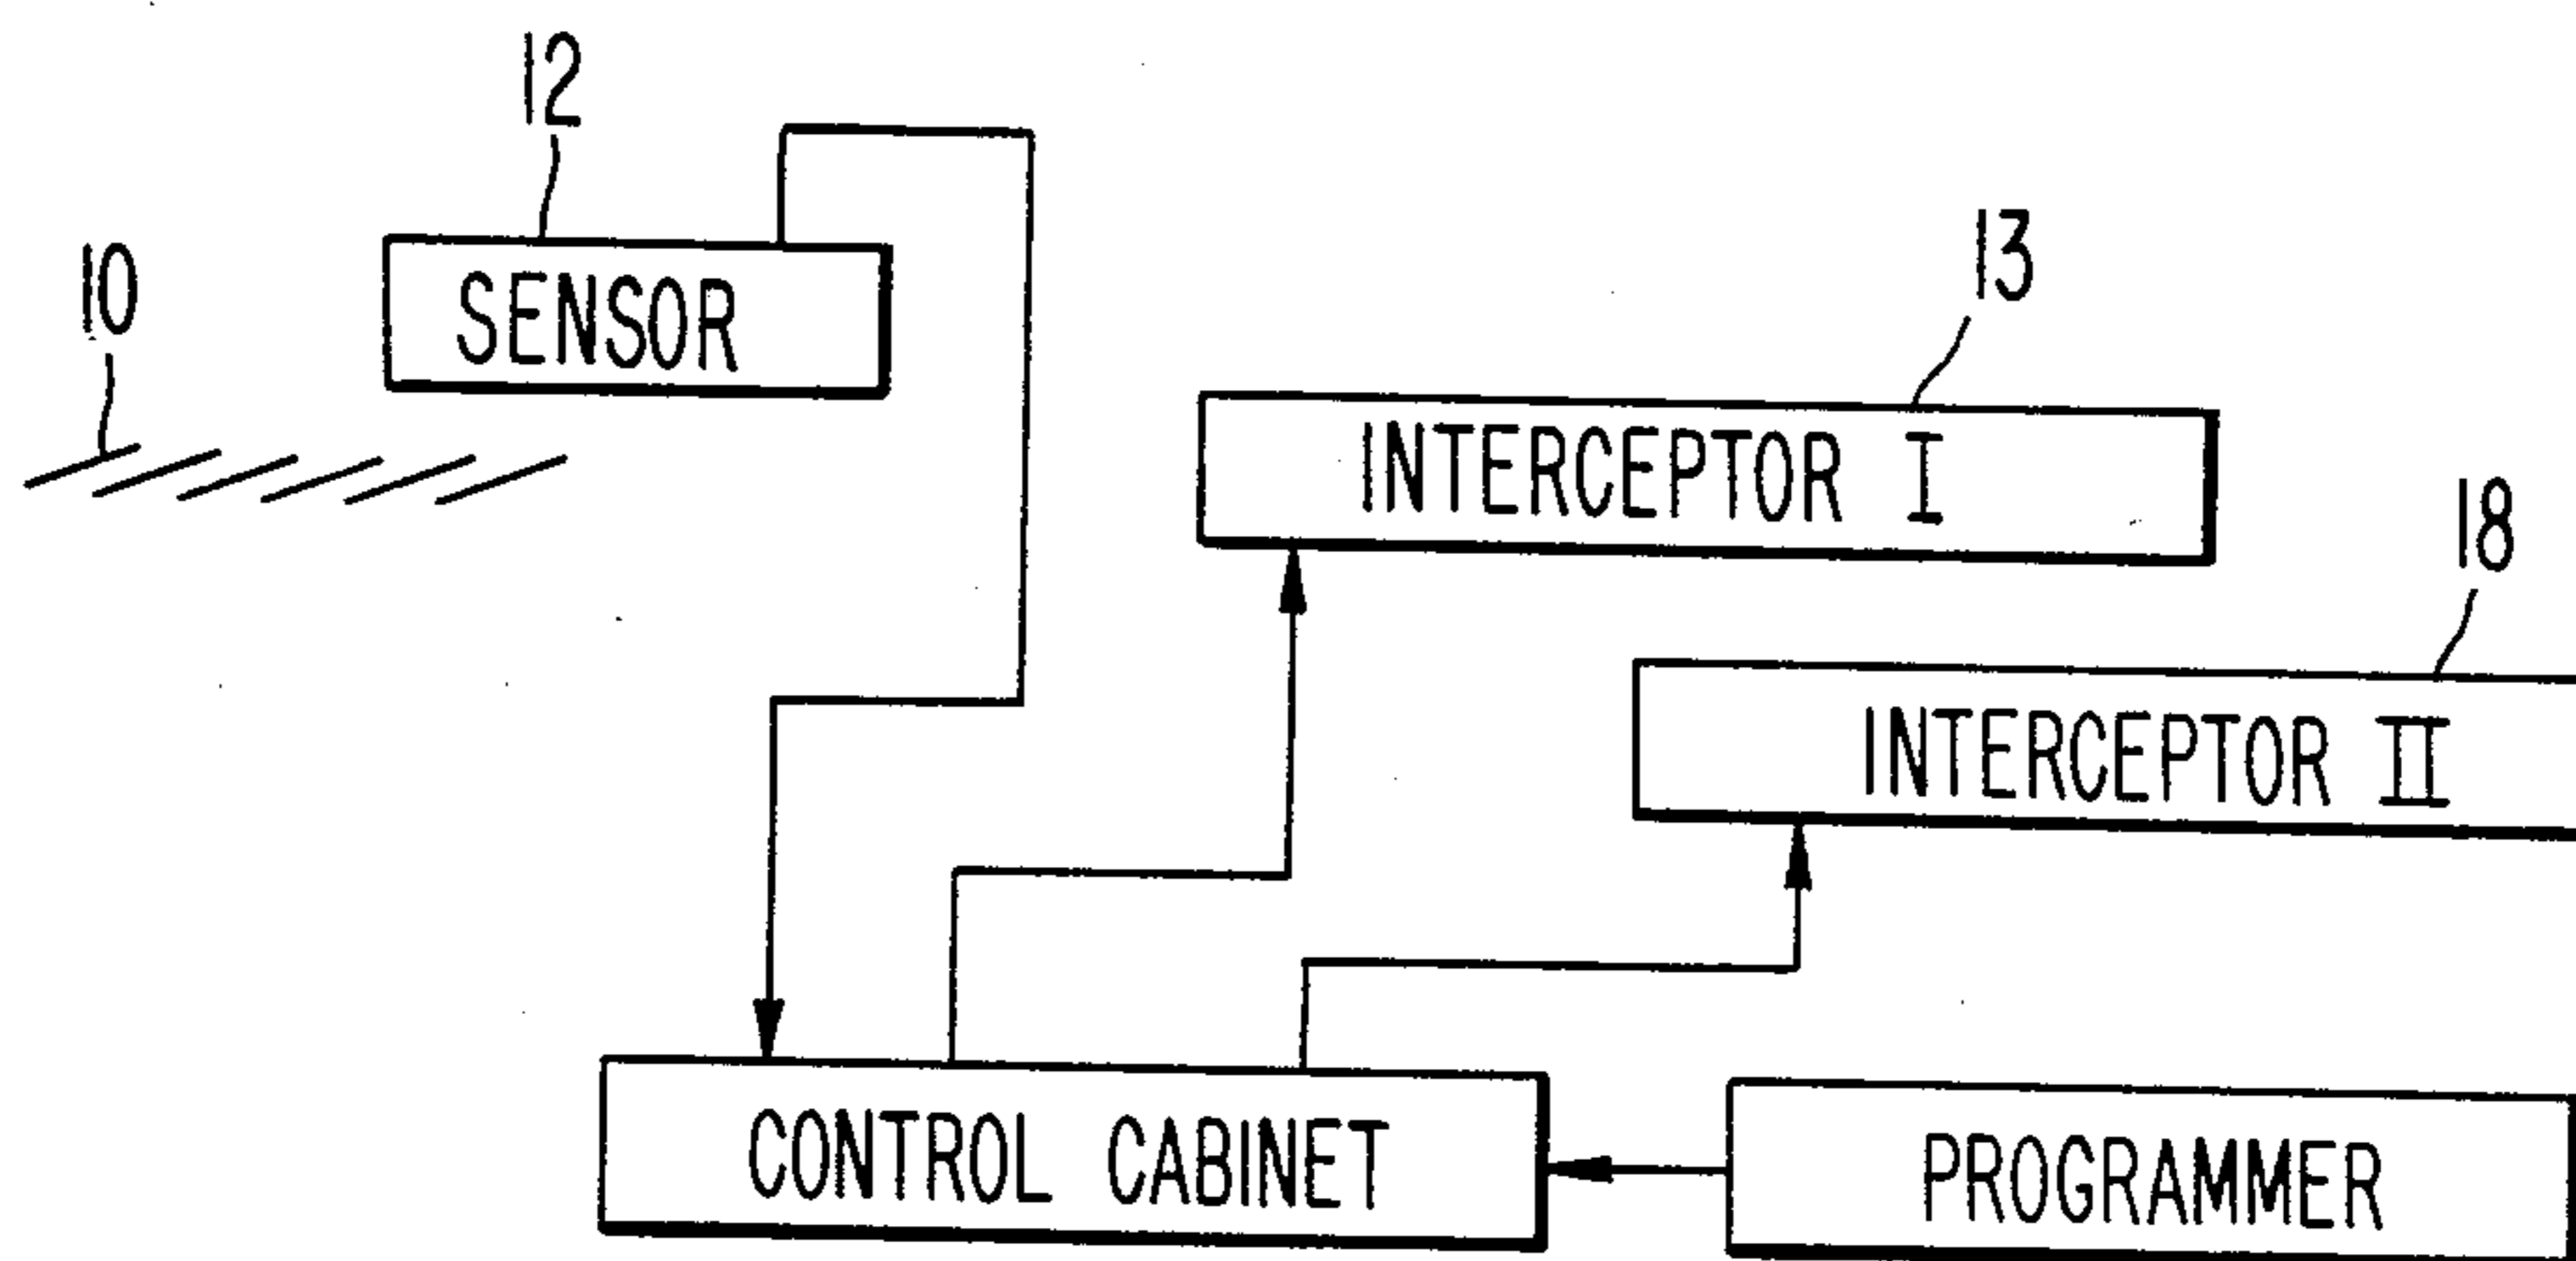 12
10
SENSOR
13
INTERCEPTOR I
18
INTERCEPTOR II
CONTROL CABINET
PROGRAMMER